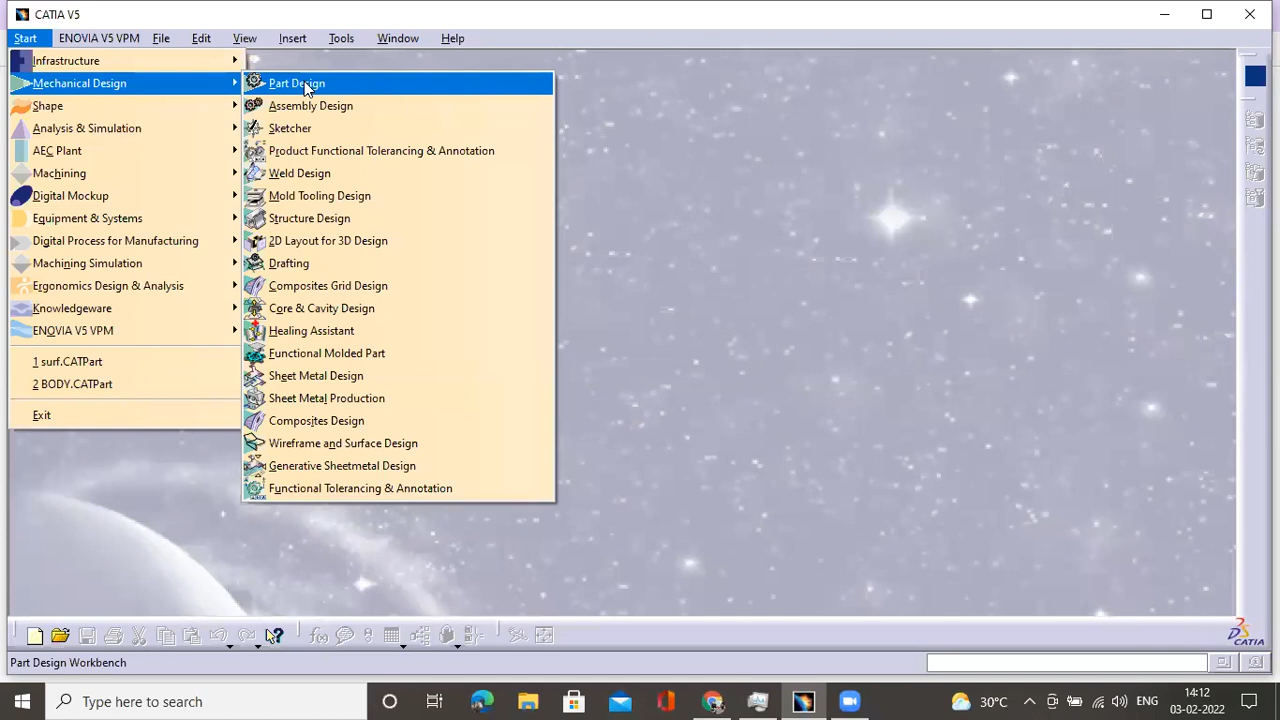 CATIA V5
Start ENOVIA V5 VPM File Edit View Insert Tools Window Help
Infrastructure
Mechanical Design
Shape
Analysis & Simulation
AEC Plant
Machining
Digital Mockup
Equipment & Systems
Digital Process for Manufacturing
Machining Simulation
Ergonomics Design & Analysis
Knowledgeware
ENOVIA V5 VPM
1 surf.CATPart
2 BODY.CATPart
Exit
Part Design
Assembly Design
Sketcher
Product Functional Tolerancing & Annotation
Weld Design
Mold Tooling Design
Structure Design
2D Layout for 3D Design
Drafting
Composites Grid Design
Core & Cavity Design
Healing Assistant
Functional Molded Part
Sheet Metal Design
Sheet Metal Production
Composites Design
Wireframe and Surface Design
Generative Sheetmetal Design
Functional Tolerancing & Annotation
f(x)
CATIA
Part Design Workbench
Type here to search
30°C
ENG
14:12
03-02-2022